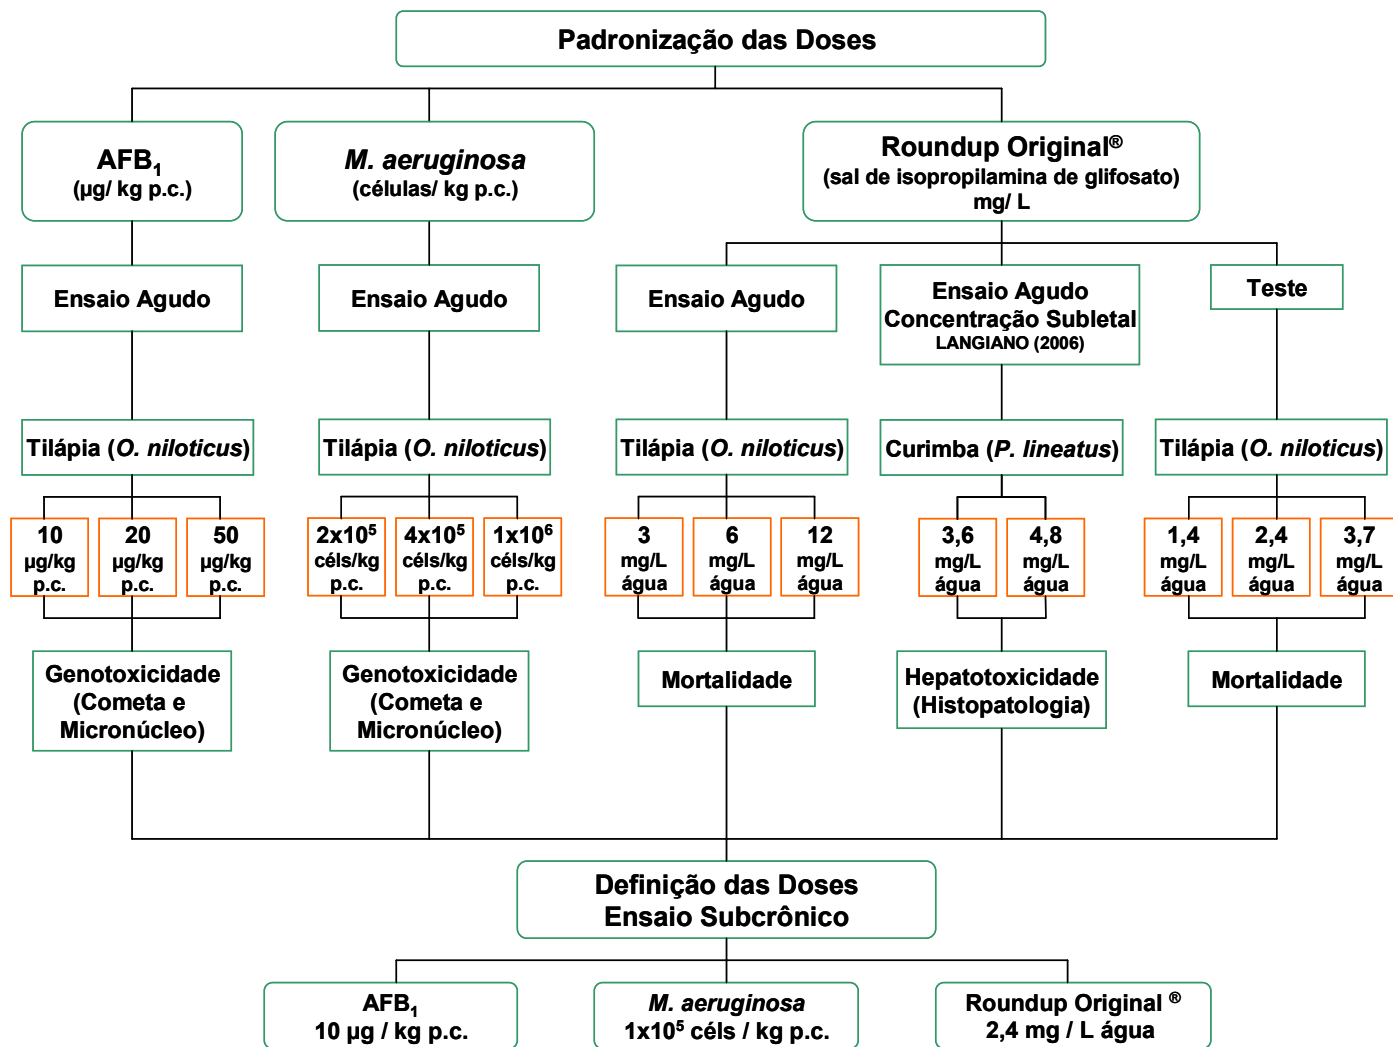 Padronização das Doses
AFB₁
(µg/ kg p.c.)
M. aeruginosa
(células/ kg p.c.)
Roundup Original®
(sal de isopropilamina de glifosato)
mg/ L
Ensaio Agudo
Ensaio Agudo
Ensaio Agudo
Ensaio Agudo
Concentração Subletal
LANGIANO (2006)
Teste
Tilápia (O. niloticus)
Tilápia (O. niloticus)
Tilápia (O. niloticus)
Curimba (P. lineatus)
Tilápia (O. niloticus)
10
µg/kg
p.c.
20
µg/kg
p.c.
50
µg/kg
p.c.
2x10⁵
céls/kg
p.c.
4x10⁵
céls/kg
p.c.
1x10⁶
céls/kg
p.c.
3
mg/L
água
6
mg/L
água
12
mg/L
água
3,6
mg/L
água
4,8
mg/L
água
1,4
mg/L
água
2,4
mg/L
água
3,7
mg/L
água
Genotoxicidade
(Cometa e
Micronúcleo)
Genotoxicidade
(Cometa e
Micronúcleo)
Mortalidade
Hepatotoxicidade
(Histopatologia)
Mortalidade
Definição das Doses
Ensaio Subcrônico
AFB₁
10 µg / kg p.c.
M. aeruginosa
1x10⁵ céls / kg p.c.
Roundup Original ®
2,4 mg / L água